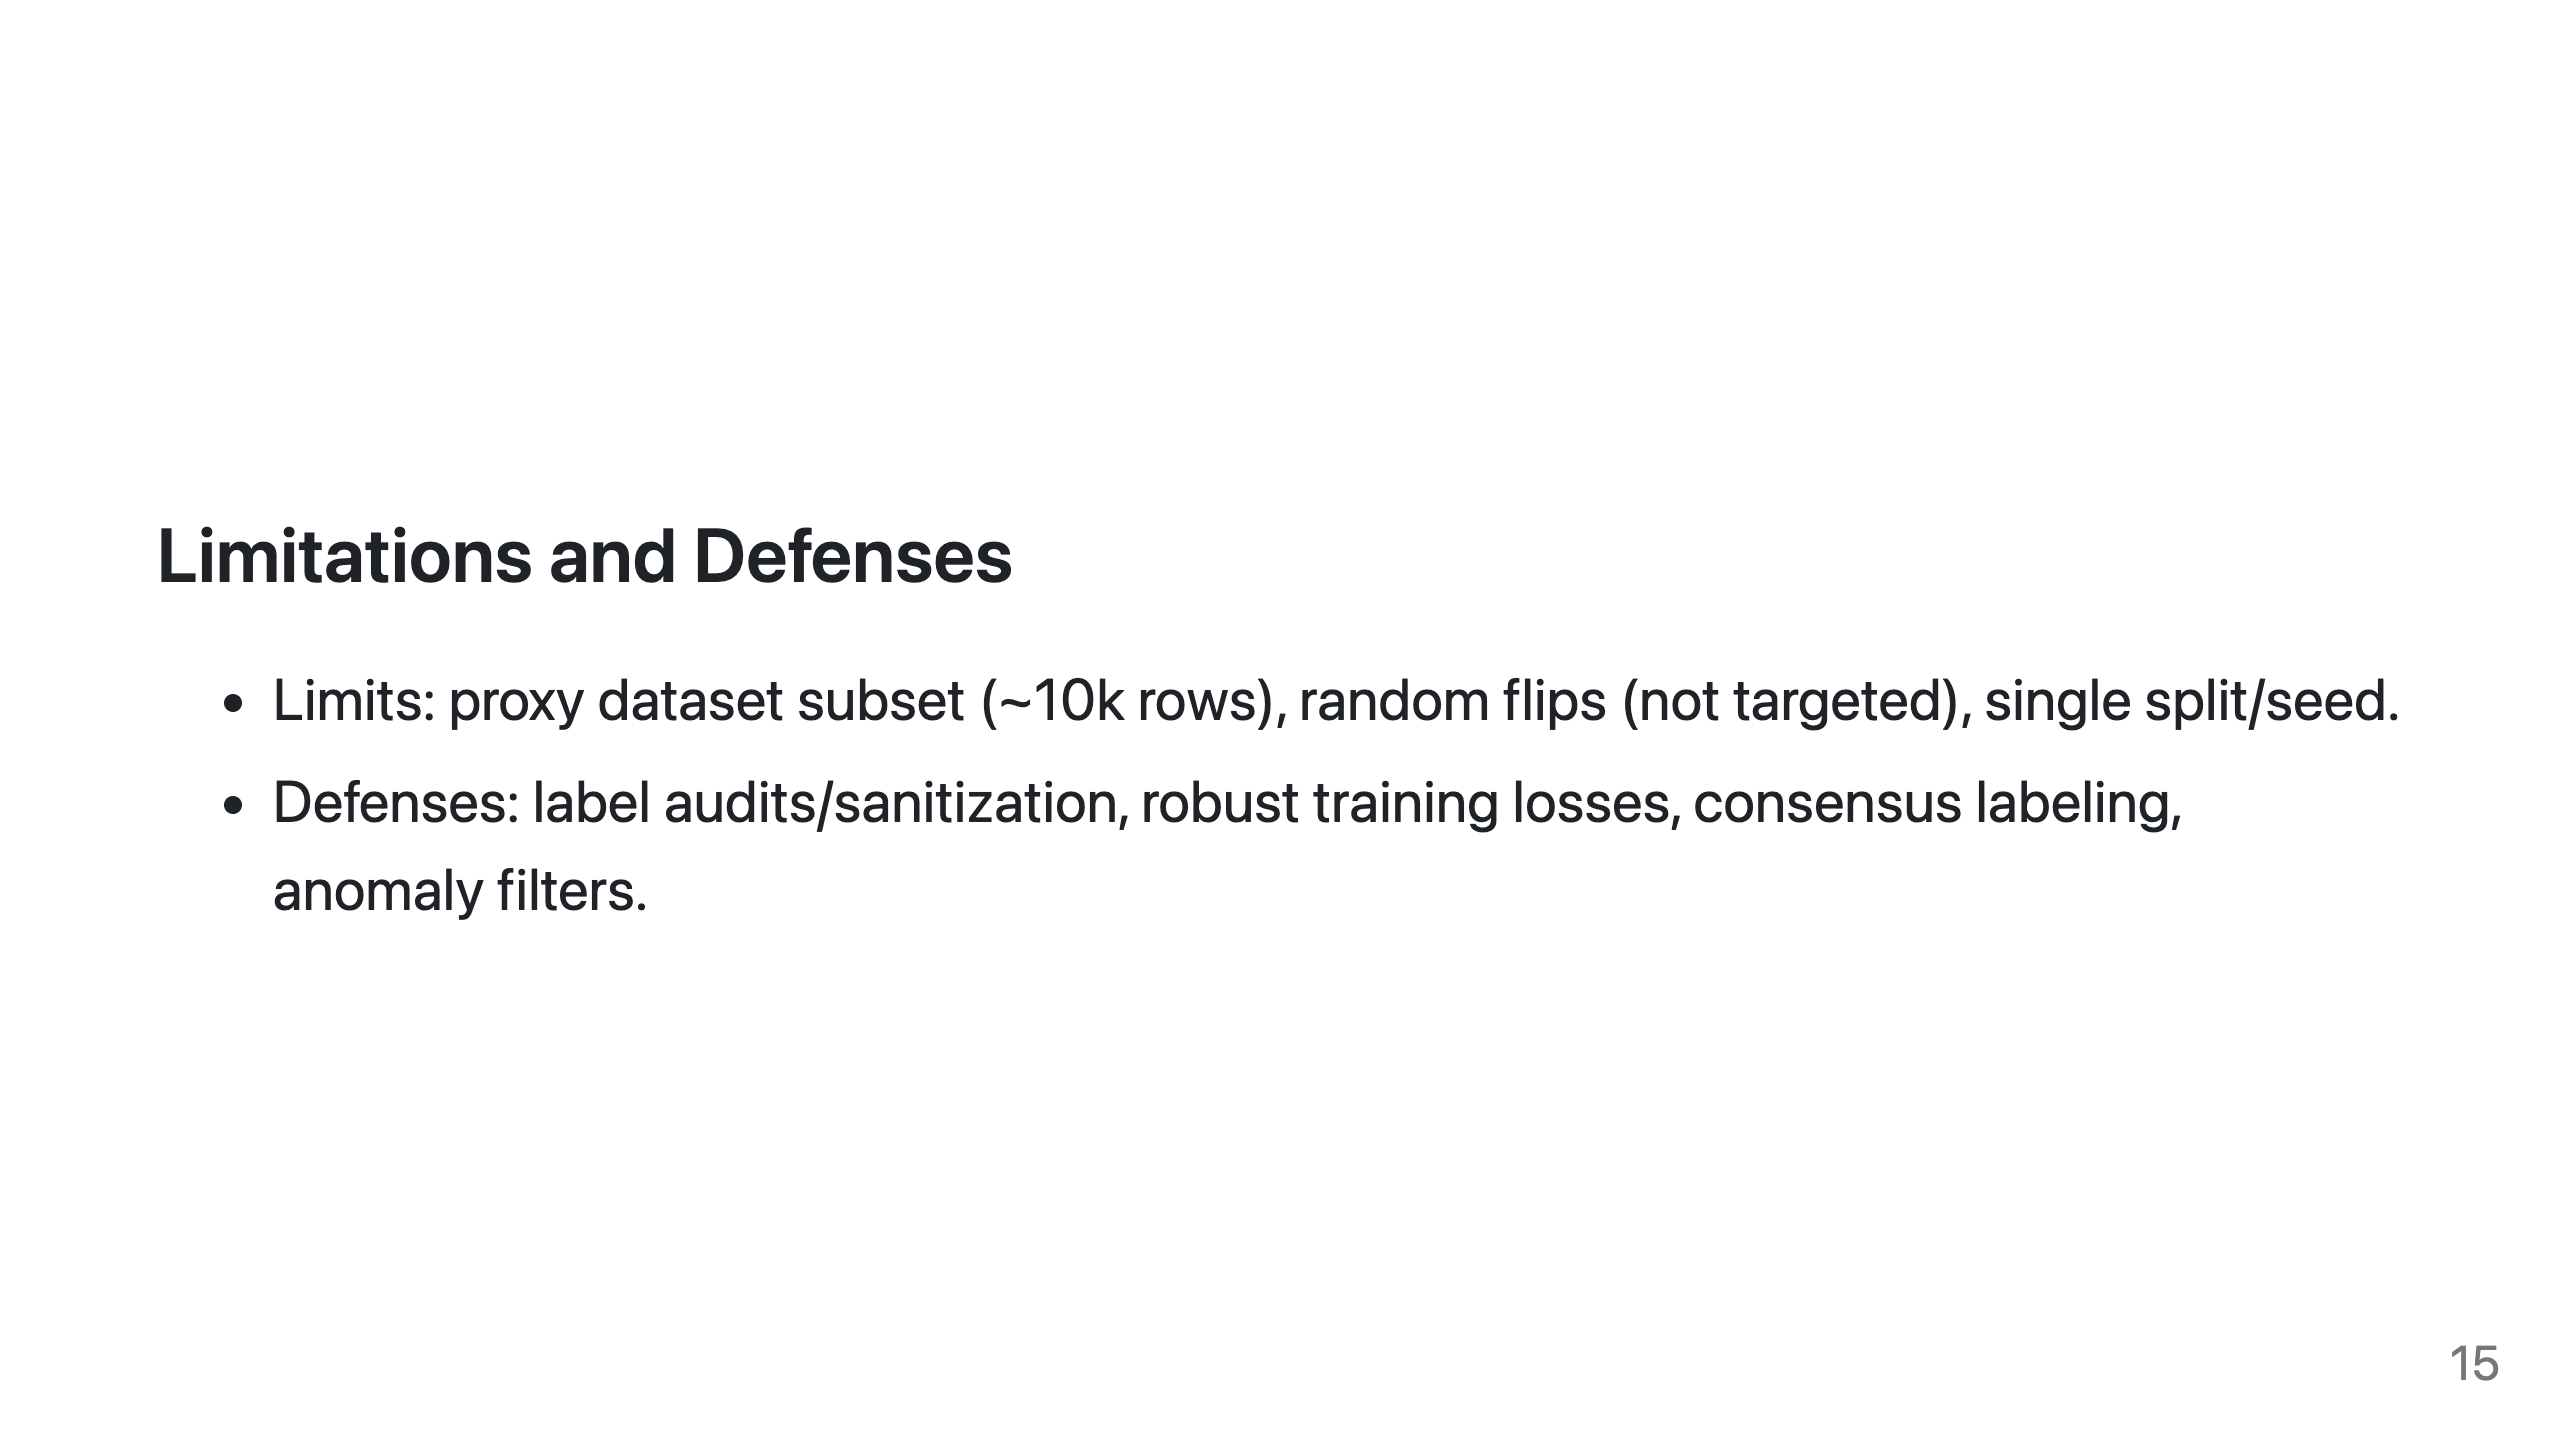 Limitations and Defenses
• Limits: proxy dataset subset (~10k rows), random flips (not targeted), single split/seed.
• Defenses: label audits/sanitization, robust training losses, consensus labeling,
anomaly filters.
15